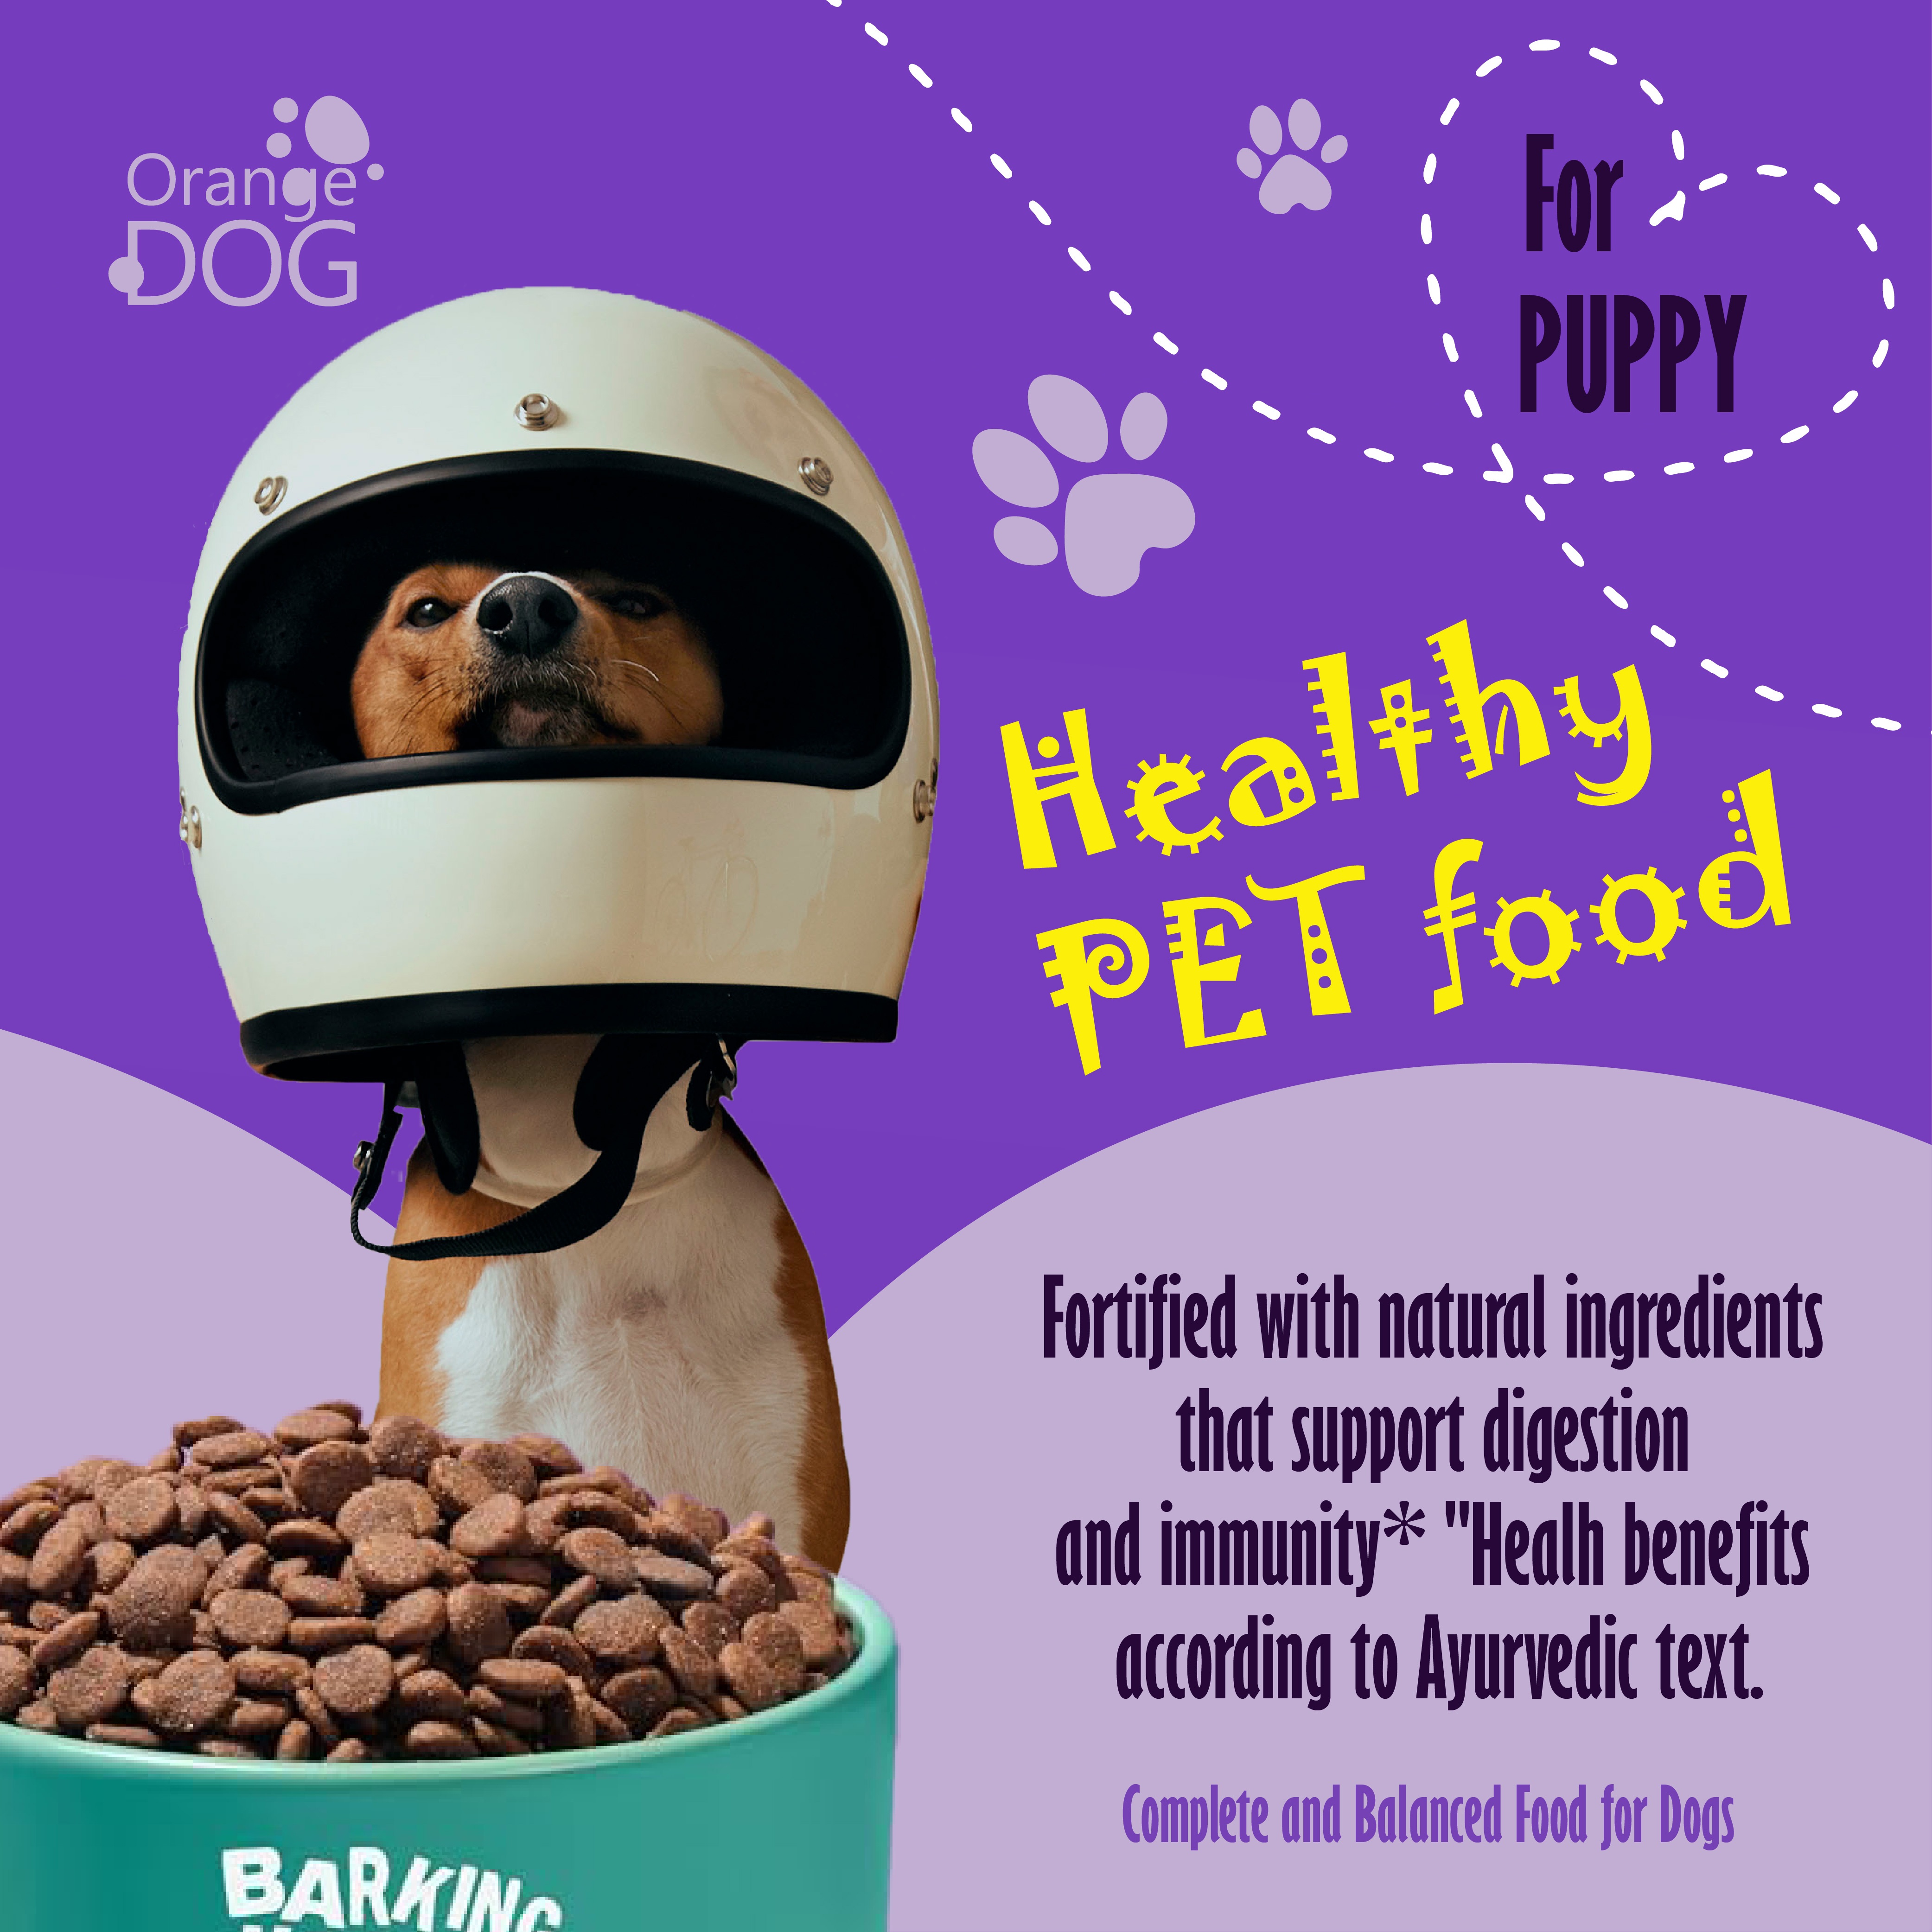 Orange
DOG
For
PUPPY
Healthy
PET food
Fortified with natural ingredients
that support digestion
and immunity* "Healh benefits
according to Ayurvedic text.
Complete and Balanced Food for Dogs
BARKING